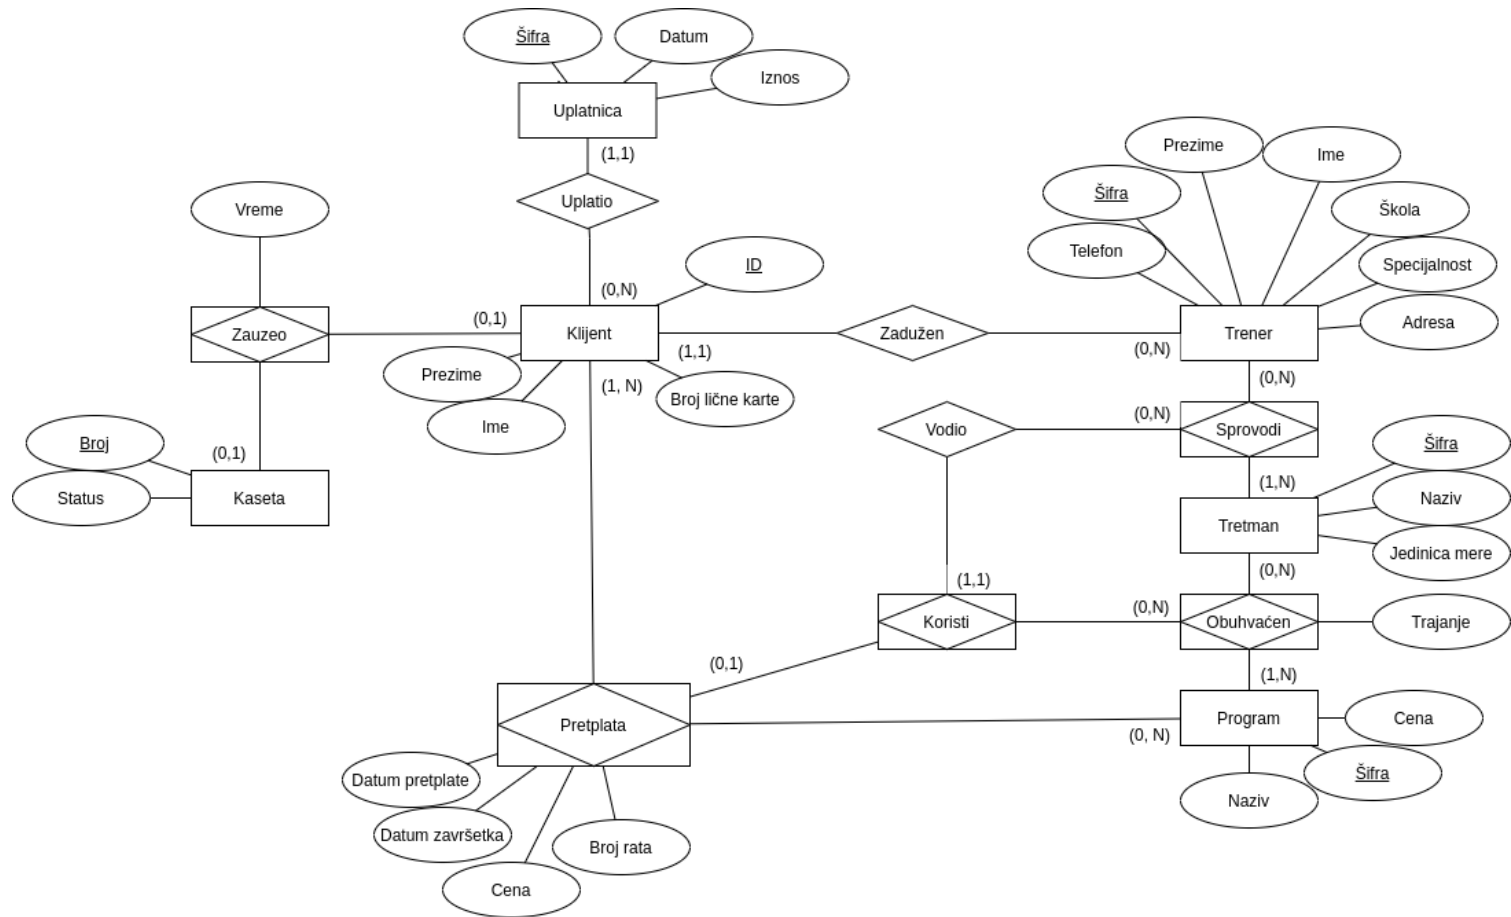 Šifra
Datum
Iznos
Uplatnica
(1,1)
Uplatio
(0,N)
Vreme
Zauzeo
(0,1)
Klijent
ID
(1,1)
Prezime
Ime
Broj lične karte
(1, N)
Zadužen
(0,N)
Trener
Prezime
Ime
Šifra
Telefon
Škola
Specijalnost
Adresa
(0,N)
Broj
Status
(0,1)
Kaseta
Vodio
(0,N)
Sprovodi
(1,N)
Šifra
Naziv
Jedinica mere
Tretman
(0,N)
(1,1)
Koristi
(0,N)
Obuhvaćen
Trajanje
(0,1)
(1,N)
Program
Cena
Šifra
Naziv
(0, N)
Pretplata
Datum pretplate
Datum završetka
Cena
Broj rata